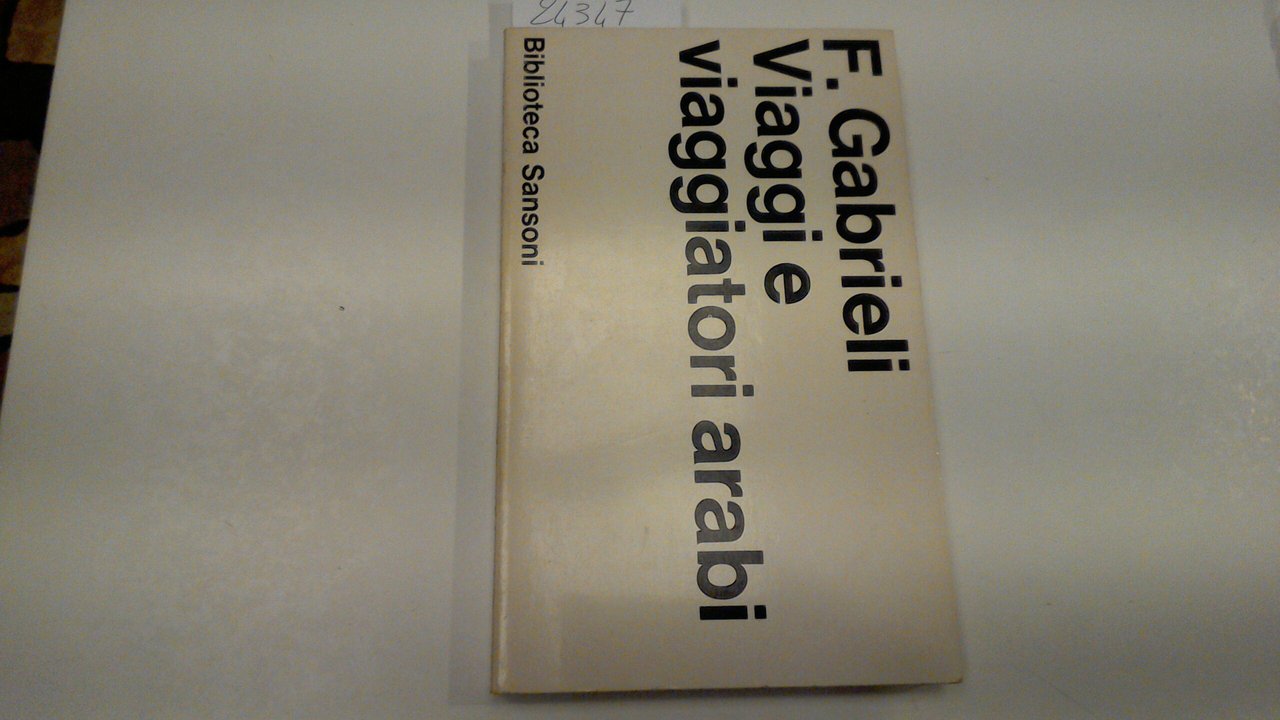 24347
F. Gabrieli
Viaggi e
viaggiatori arabi
Biblioteca Sansoni